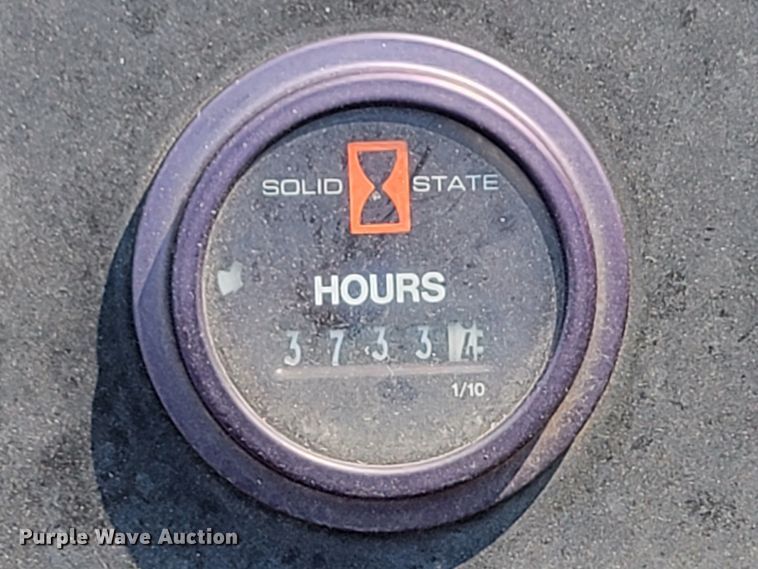 SOLID STATE
HOURS
3 7 3 3 4
1/10
Purple Wave Auction